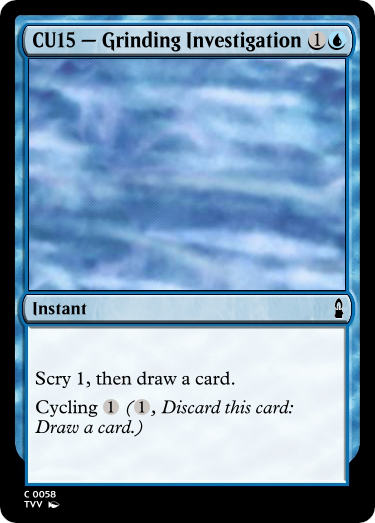 CU15 — Grinding Investigation 1
Instant
Scry 1, then draw a card.
Cycling 1 (1, Discard this card:
Draw a card.)
C 0058
TVV